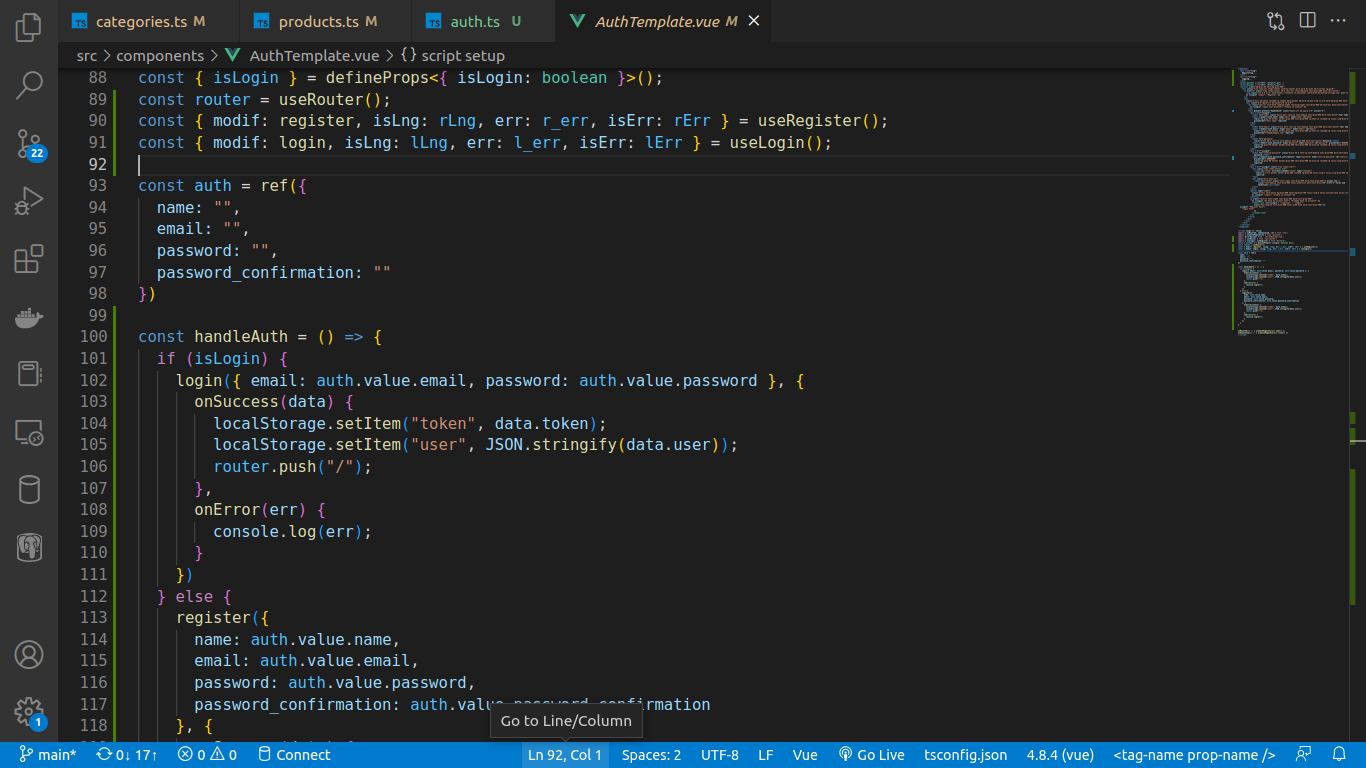 categories.ts M products.ts M auth.ts U AuthTemplate.vue M
src > components > AuthTemplate.vue > {} script setup
88 const { isLogin } = defineProps<{ isLogin: boolean }>();
89 const router = useRouter();
90 const { modif: register, isLng: rLng, err: r_err, isErr: rErr } = useRegister();
91 const { modif: login, isLng: lLng, err: l_err, isErr: lErr } = useLogin();
92
93 const auth = ref({
94 name: "",
95 email: "",
96 password: "",
97 password_confirmation: ""
98 })
99
100 const handleAuth = () => {
101 if (isLogin) {
102 login({ email: auth.value.email, password: auth.value.password }, {
103 onSuccess(data) {
104 localStorage.setItem("token", data.token);
105 localStorage.setItem("user", JSON.stringify(data.user));
106 router.push("/");
107 },
108 onError(err) {
109 console.log(err);
110 }
111 })
112 } else {
113 register({
114 name: auth.value.name,
115 email: auth.value.email,
116 password: auth.value.password,
117 password_confirmation: auth.value.password_confirmation
118 }, {
Go to Line/Column
22
1
main* 0↓ 17↑ 0 0 Connect Ln 92, Col 1 Spaces: 2 UTF-8 LF Vue Go Live tsconfig.json 4.8.4 (vue) <tag-name prop-name />